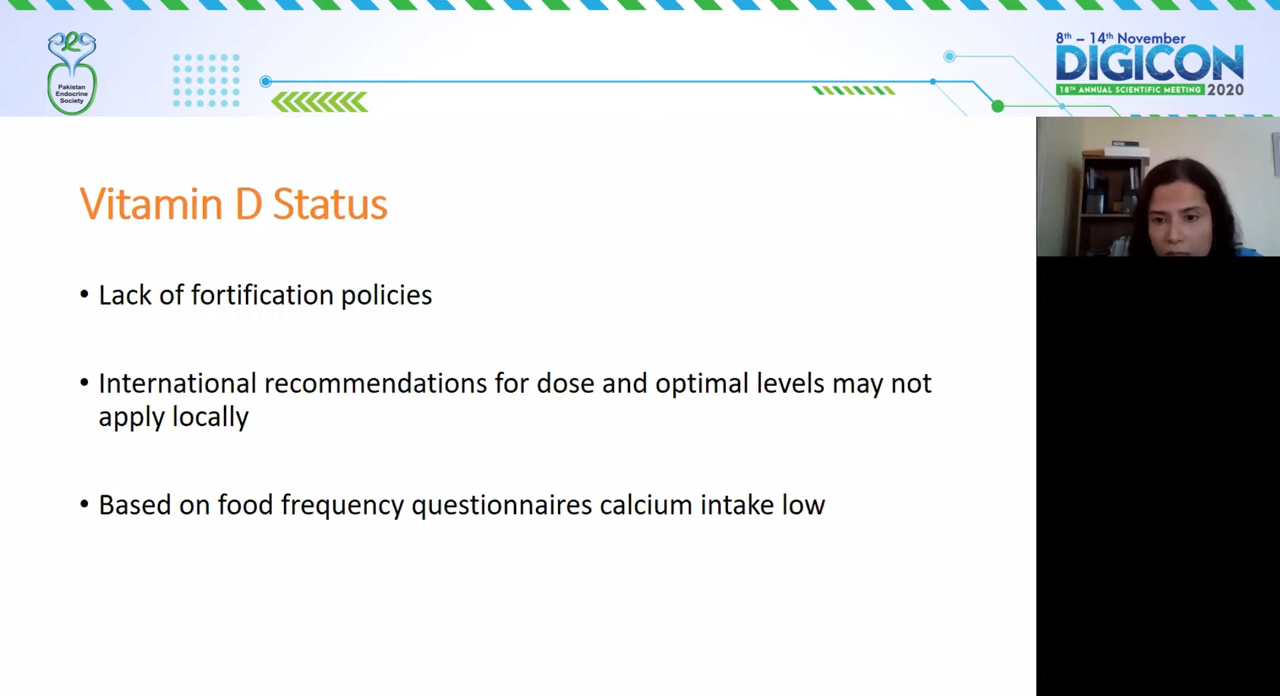 Pakistan
Endocrine
Society
8th – 14th November
DIGICON
18TH ANNUAL SCIENTIFIC MEETING 2020
Vitamin D Status
• Lack of fortification policies
• International recommendations for dose and optimal levels may not
apply locally
• Based on food frequency questionnaires calcium intake low